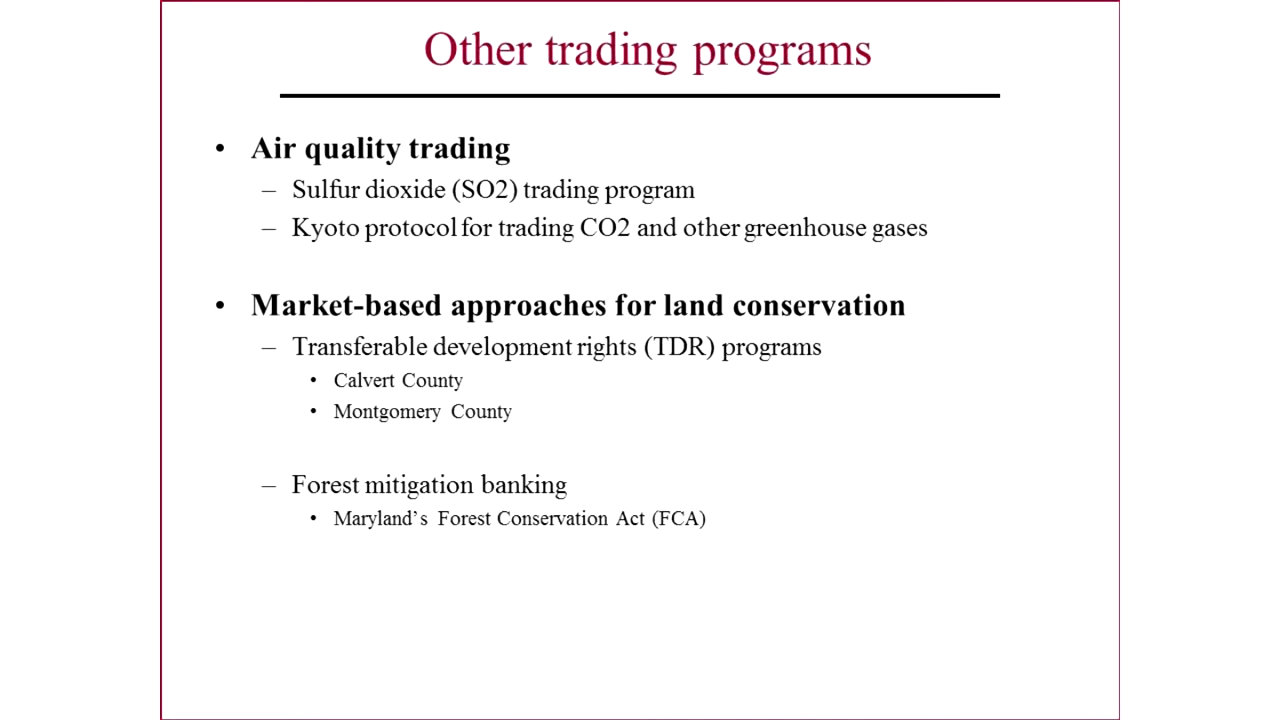 Other trading programs
• Air quality trading
– Sulfur dioxide (SO2) trading program
– Kyoto protocol for trading CO2 and other greenhouse gases
• Market-based approaches for land conservation
– Transferable development rights (TDR) programs
• Calvert County
• Montgomery County
– Forest mitigation banking
• Maryland’s Forest Conservation Act (FCA)